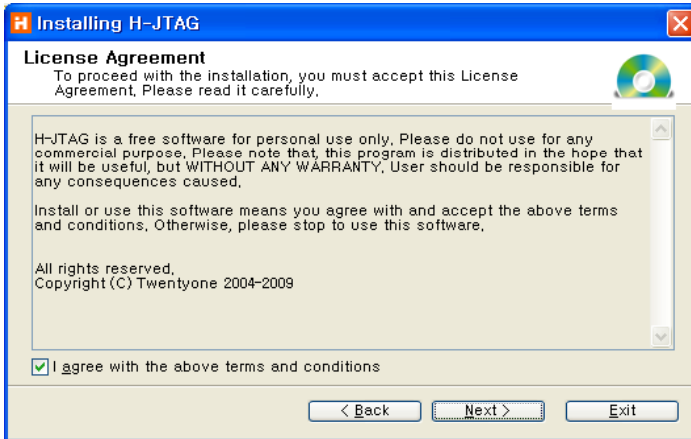 H Installing H-JTAG
License Agreement
To proceed with the installation, you must accept this License
Agreement, Please read it carefully,
H-JTAG is a free software for personal use only, Please do not use for any
commercial purpose, Please note that, this program is distributed in the hope that
it will be useful, but WITHOUT ANY WARRANTY, User should be responsible for
any consequences caused,
Install or use this software means you agree with and accept the above terms
and conditions, Otherwise, please stop to use this software,
All rights reserved,
Copyright (C) Twentyone 2004-2009
I agree with the above terms and conditions
< Back Next > Exit